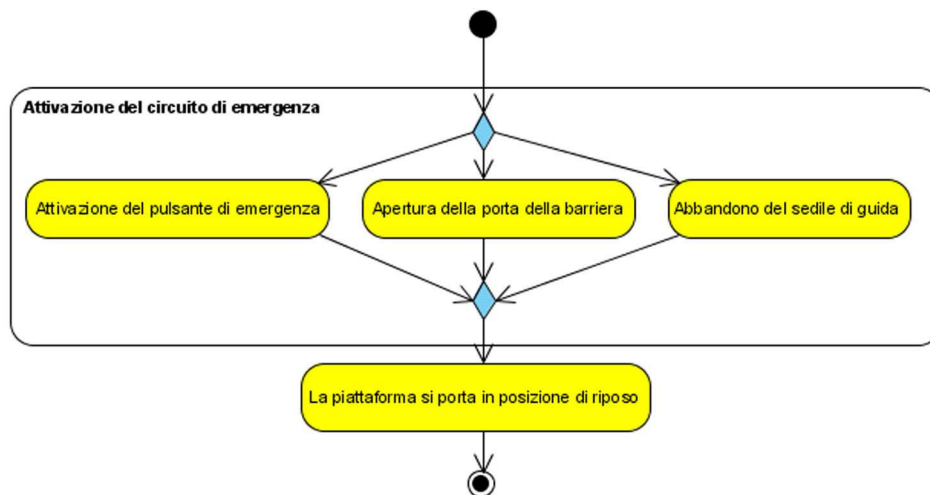 Attivazione del circuito di emergenza
Attivazione del pulsante di emergenza
Apertura della porta della barriera
Abbandono del sedile di guida
La piattaforma si porta in posizione di riposo